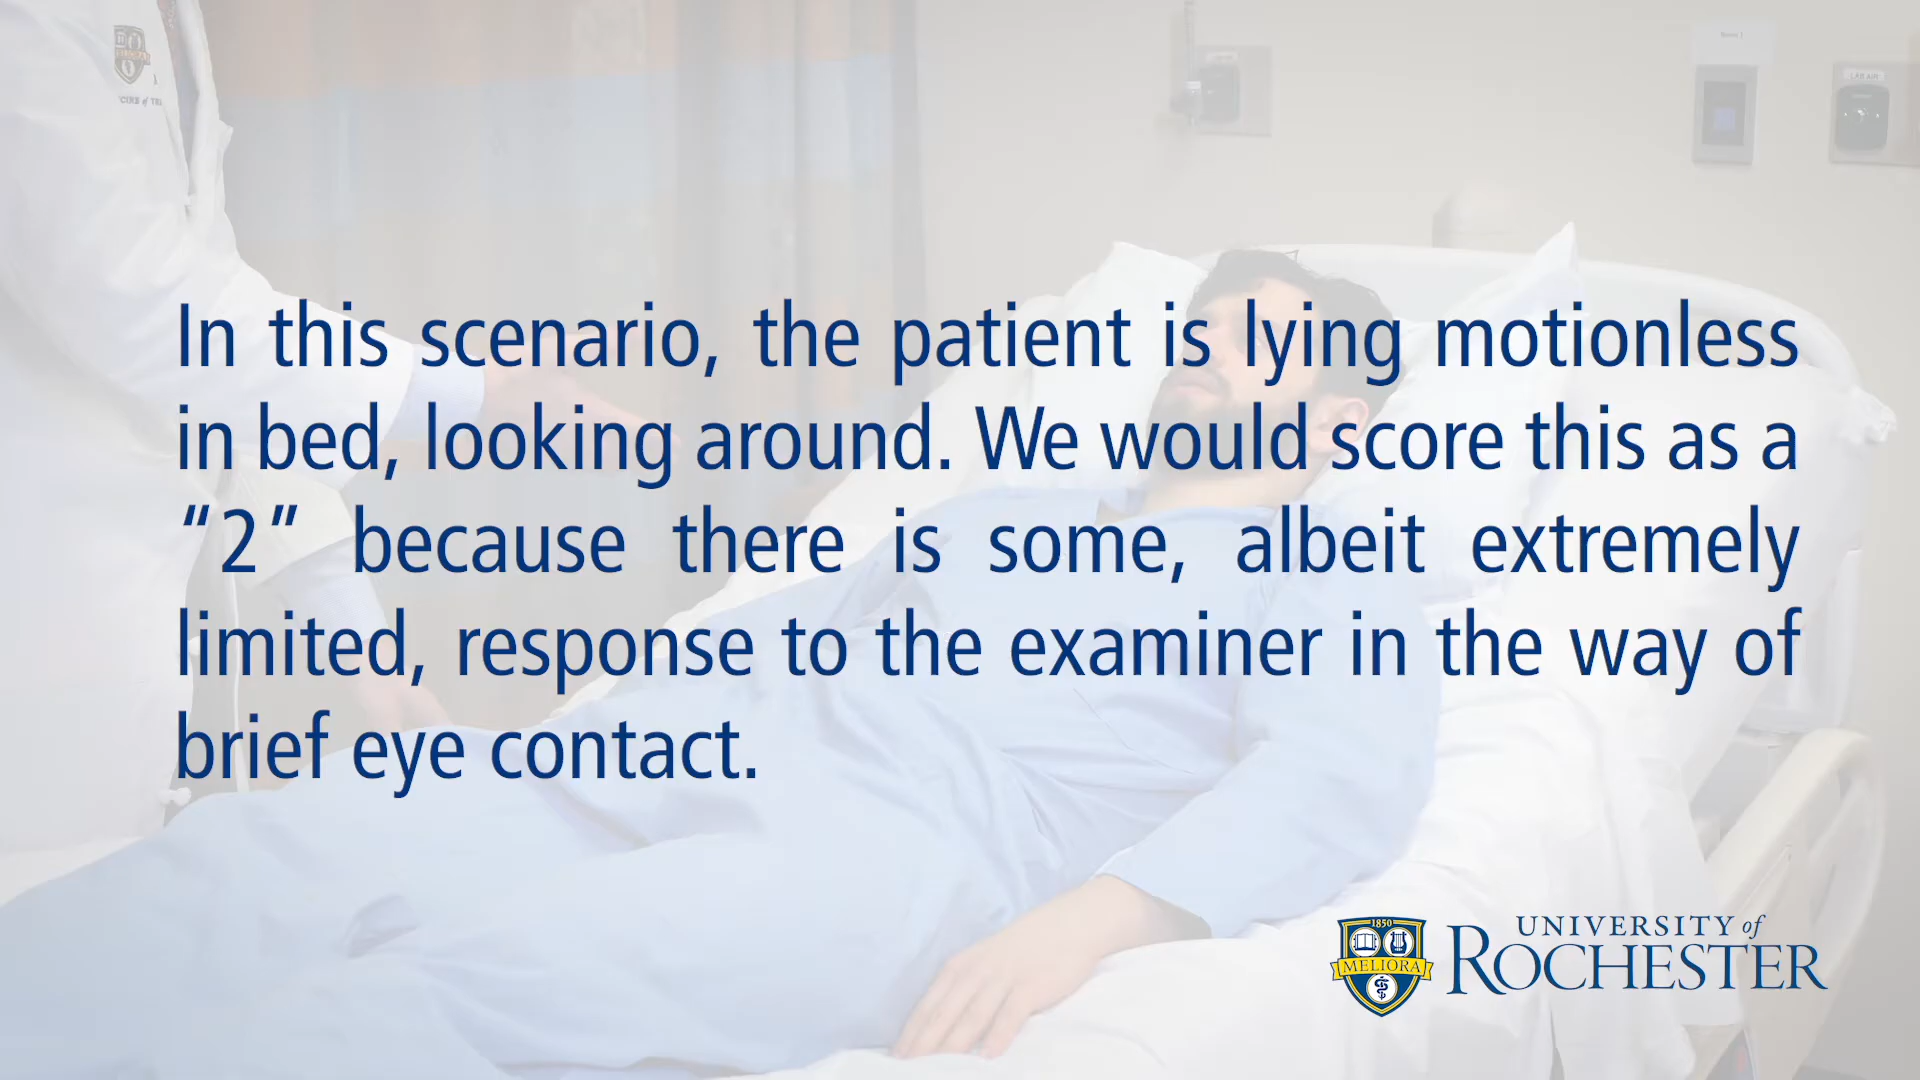 In this scenario, the patient is lying motionless
in bed, looking around. We would score this as a
“2” because there is some, albeit extremely
limited, response to the examiner in the way of
brief eye contact.
LAB AIR
1850
MELIORA
UNIVERSITY of
ROCHESTER